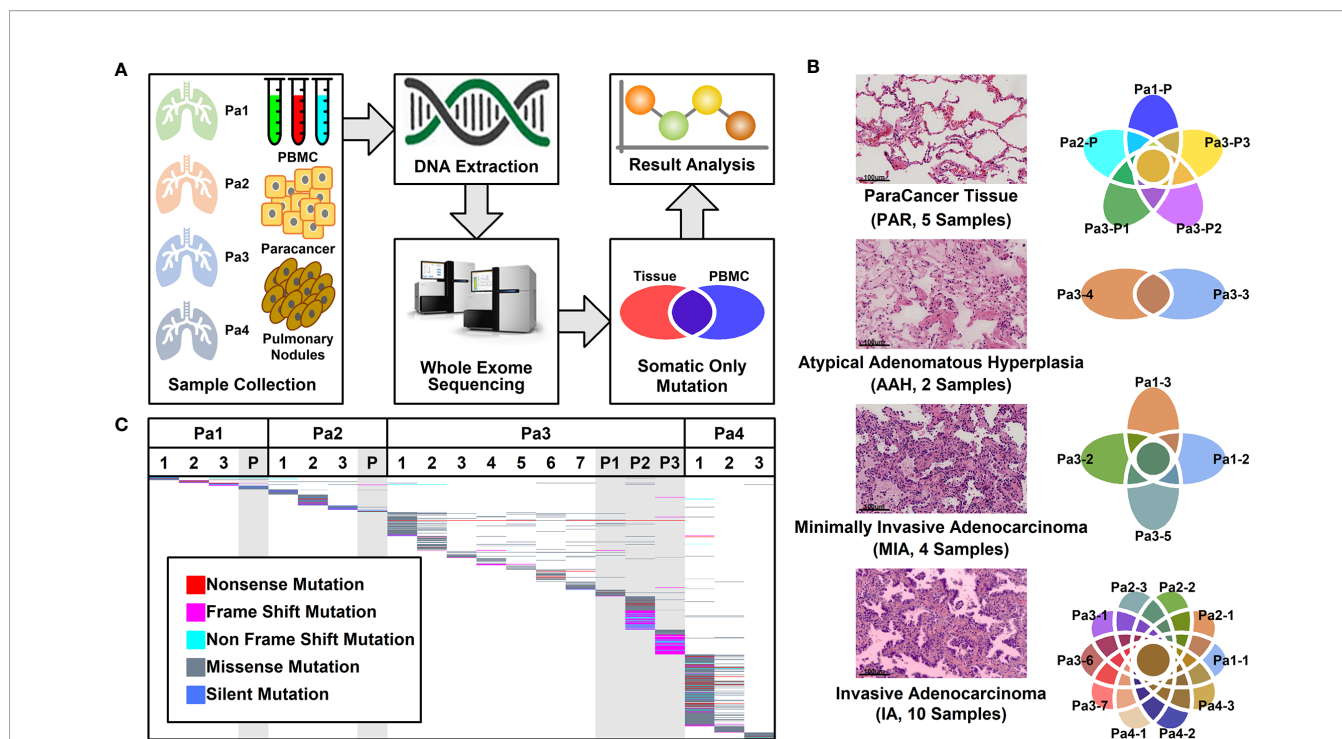 A
Pa1
Pa2
Pa3
Pa4
PBMC
Paracancer
Pulmonary
Nodules
Sample Collection
DNA Extraction
Result Analysis
Whole Exome
Sequencing
Tissue
PBMC
Somatic Only
Mutation
B
100um
ParaCancer Tissue
(PAR, 5 Samples)
Pa1-P
Pa2-P
Pa3-P3
Pa3-P1
Pa3-P2
100um
Atypical Adenomatous Hyperplasia
(AAH, 2 Samples)
Pa3-4
Pa3-3
100um
Minimally Invasive Adenocarcinoma
(MIA, 4 Samples)
Pa1-3
Pa3-2
Pa1-2
Pa3-5
100um
Invasive Adenocarcinoma
(IA, 10 Samples)
Pa2-3
Pa2-2
Pa3-1
Pa2-1
Pa3-6
Pa1-1
Pa3-7
Pa4-3
Pa4-1
Pa4-2
C
Pa1 Pa2 Pa3 Pa4
1 2 3 P 1 2 3 P 1 2 3 4 5 6 7 P1 P2 P3 1 2 3
Nonsense Mutation
Frame Shift Mutation
Non Frame Shift Mutation
Missense Mutation
Silent Mutation